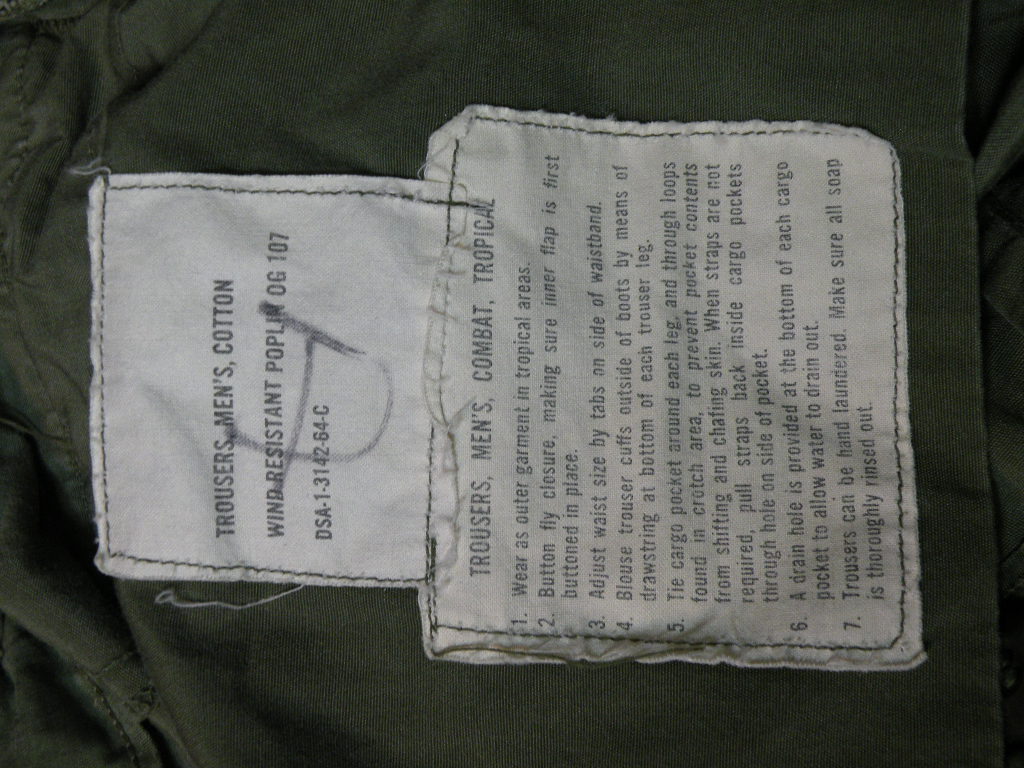 TROUSERS, MEN'S, COTTON
WIND RESISTANT POPLIN OG 107
DSA-1-3142-64-C
TROUSERS, MEN'S, COMBAT, TROPICAL
1. Wear as outer garment in tropical areas.
2. Button fly closure, making sure inner flap is first
buttoned in place.
3. Adjust waist size by tabs on side of waistband.
4. Blouse trouser cuffs outside of boots by means of
drawstring at bottom of each trouser leg.
5. Tie cargo pocket around each leg, and through loops
found in crotch area, to prevent pocket contents
from shifting and chafing skin. When straps are not
required, pull straps back inside cargo pockets
through hole on side of pocket.
6. A drain hole is provided at the bottom of each cargo
pocket to allow water to drain out.
7. Trousers can be hand laundered. Make sure all soap
is thoroughly rinsed out.